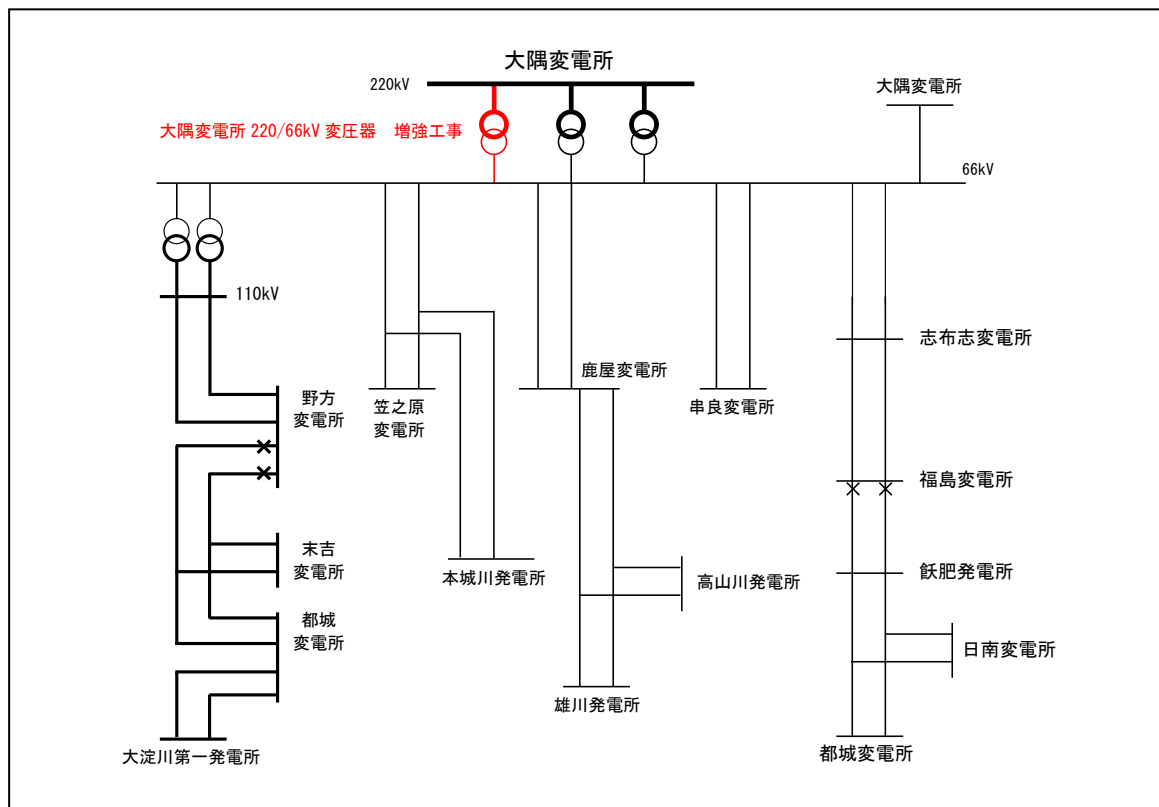 大隅変電所
220kV
大隅変電所
大隅変電所 220/66kV 変圧器　増強工事
66kV
110kV
志布志変電所
鹿屋変電所
野方
変電所
笠之原
変電所
串良変電所
福島変電所
末吉
変電所
本城川発電所
高山川発電所
飫肥発電所
都城
変電所
日南変電所
雄川発電所
大淀川第一発電所
都城変電所